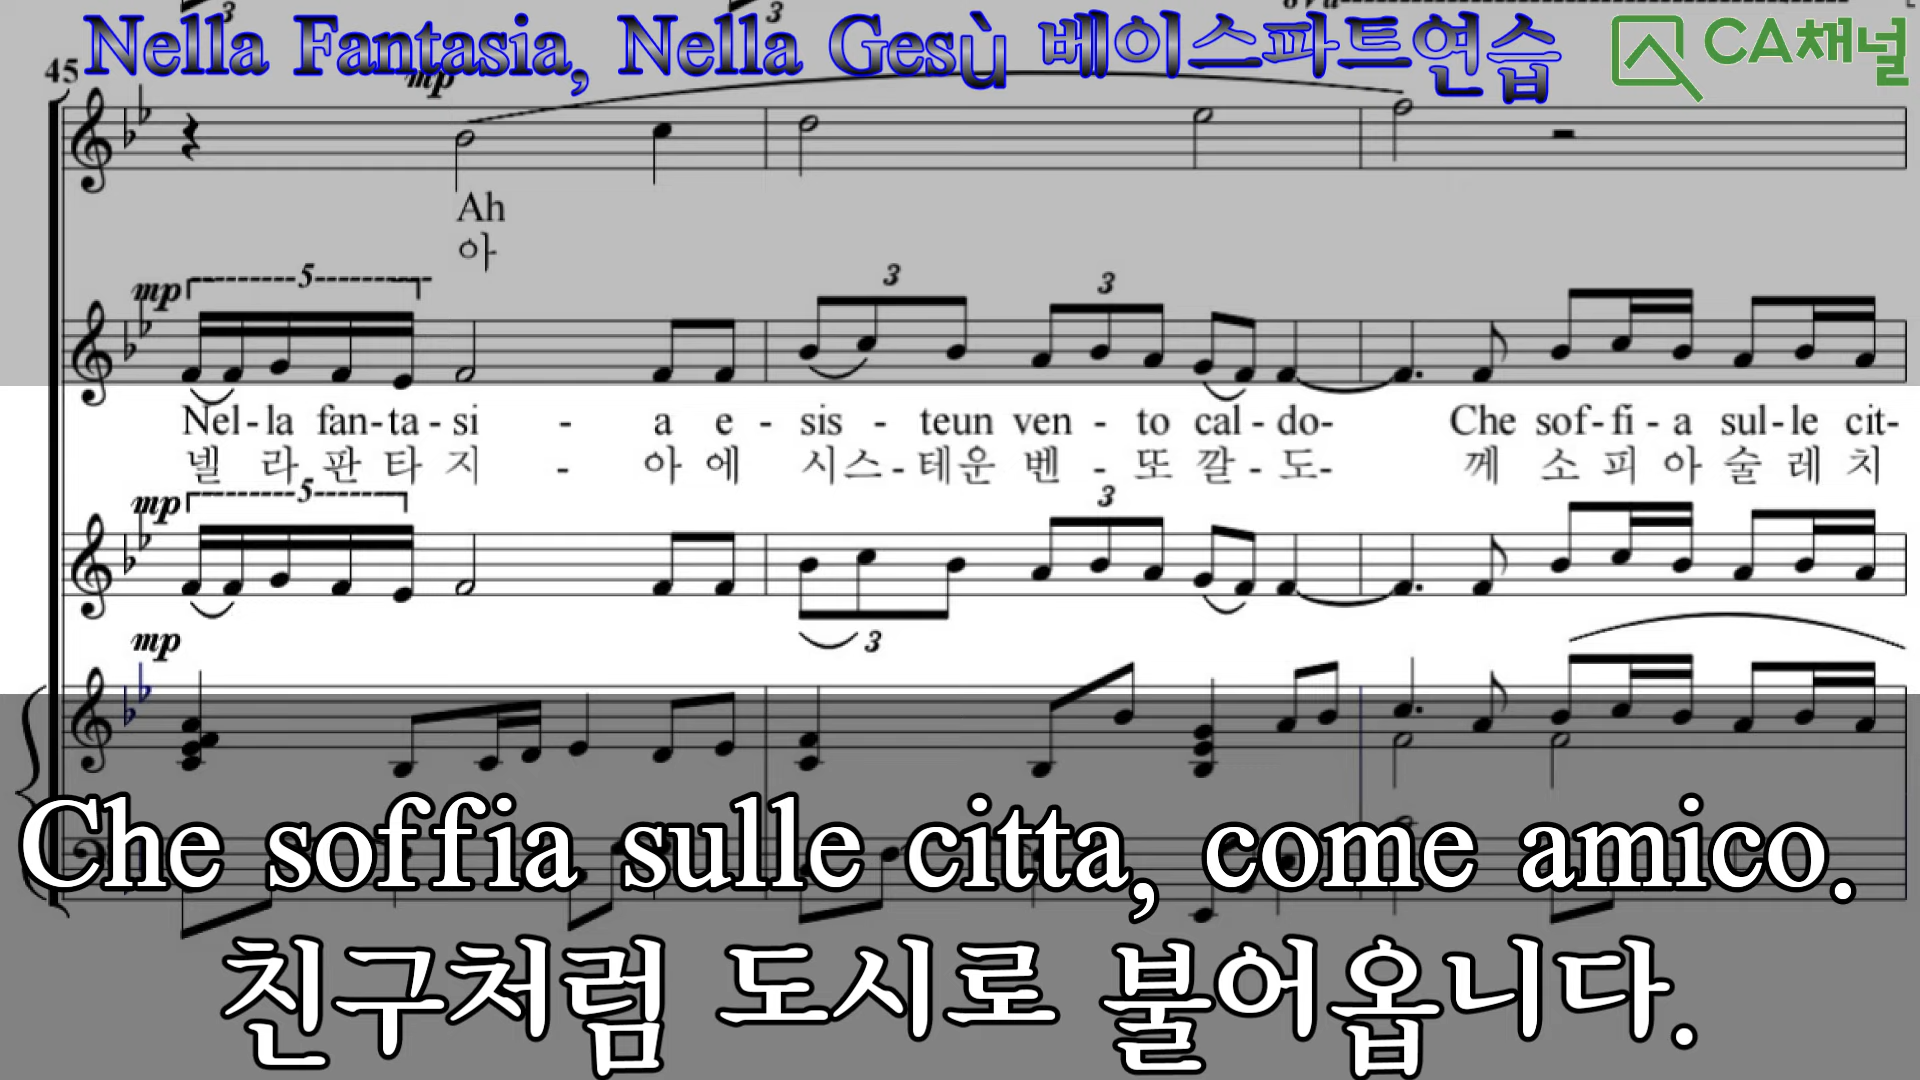 Nella Fantasia, Nella Gesù 베이스파트연습
CA채널
3
3
8va
45
mp
Ah
아
mp
5
3
3
Nel-la fan-ta-si - a e-sis - teun ven - to cal-do- Che sof-fi-a sul-le cit-
넬 라 판 타 지 - 아 에 시스-테운 벤 - 또 깔-도- 께 소 피 아 술 레 치
mp
5
3
3
mp
Che soffia sulle citta, come amico.
친구처럼 도시로 불어옵니다.